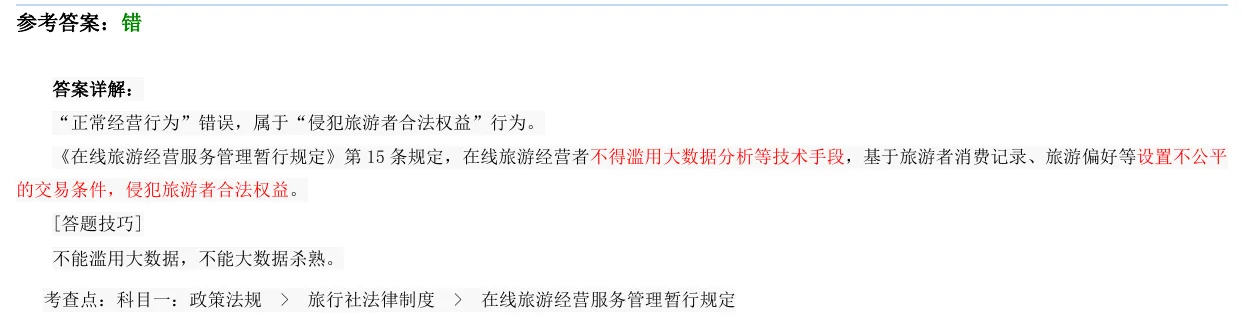 参考答案：错
答案详解：
“正常经营行为”错误，属于“侵犯旅游者合法权益”行为。
《在线旅游经营服务管理暂行规定》第 15 条规定，在线旅游经营者不得滥用大数据分析等技术手段，基于旅游者消费记录、旅游偏好等设置不公平
的交易条件，侵犯旅游者合法权益。
[答题技巧]
不能滥用大数据，不能大数据杀熟。
考查点：科目一：政策法规 > 旅行社法律制度 > 在线旅游经营服务管理暂行规定